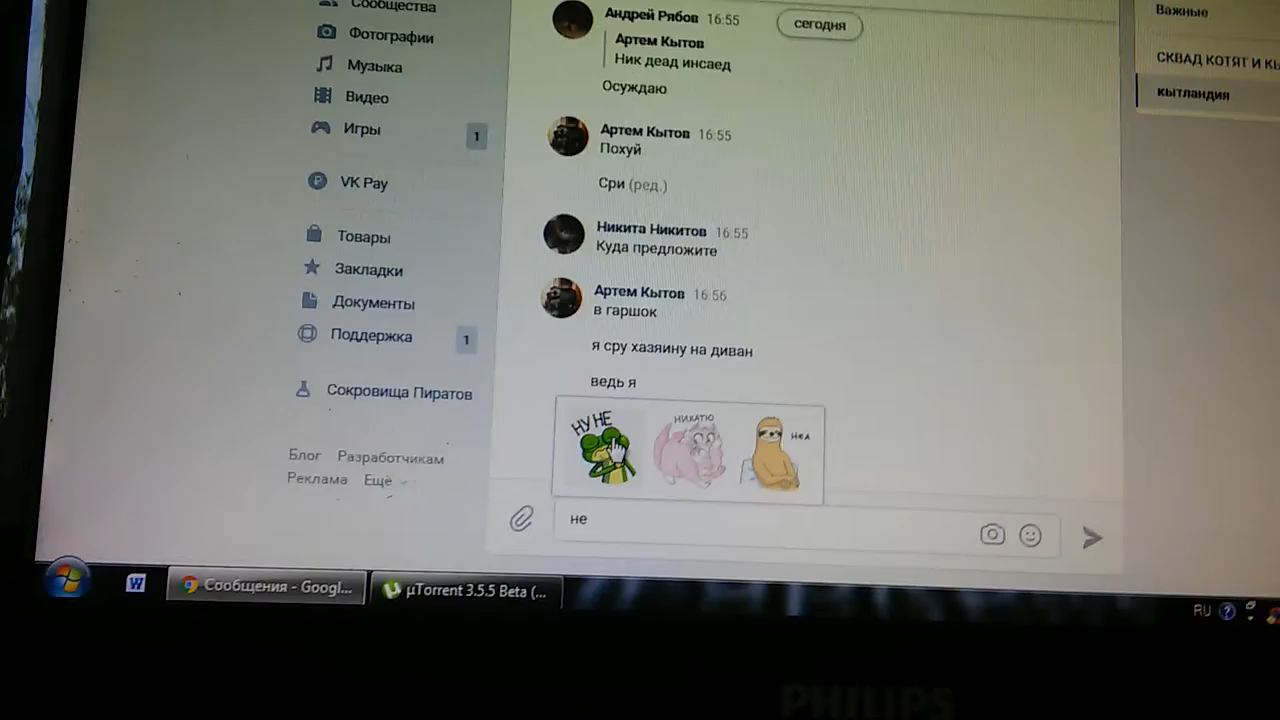 Сообщества
Фотографии
Музыка
Видео
Игры
1
VK Pay
Товары
Закладки
Документы
Поддержка
1
Сокровища Пиратов
Блог Разработчикам
Реклама Ещё
Андрей Рябов 16:55
сегодня
Артем Кытов
Ник деад инсаед
Осуждаю
Артем Кытов 16:55
Похуй
Сри (ред.)
Никита Никитов 16:55
Куда предложите
Артем Кытов 16:56
в гаршок
я сру хазяину на диван
ведь я
НУ НЕ
НИХАТЮ
неа
не
Важные
СКВАД КОТЯТ И
кытландия
Сообщения - Googl...
µTorrent 3.5.5 Beta (...
RU
PHILIPS